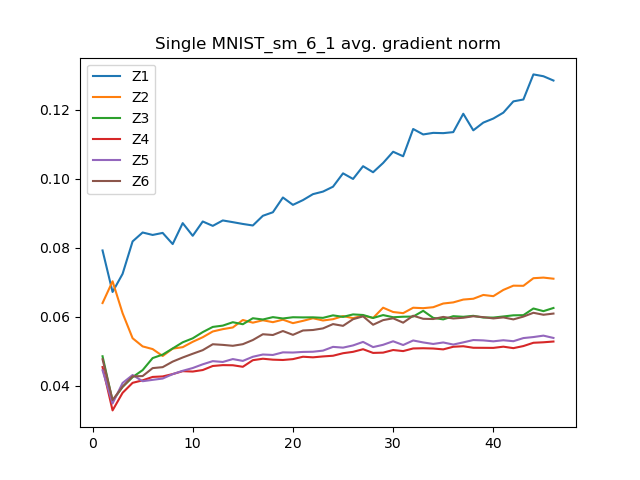 Single MNIST_sm_6_1 avg. gradient norm
Z1
Z2
Z3
Z4
Z5
Z6
0.12
0.10
0.08
0.06
0.04
0 10 20 30 40